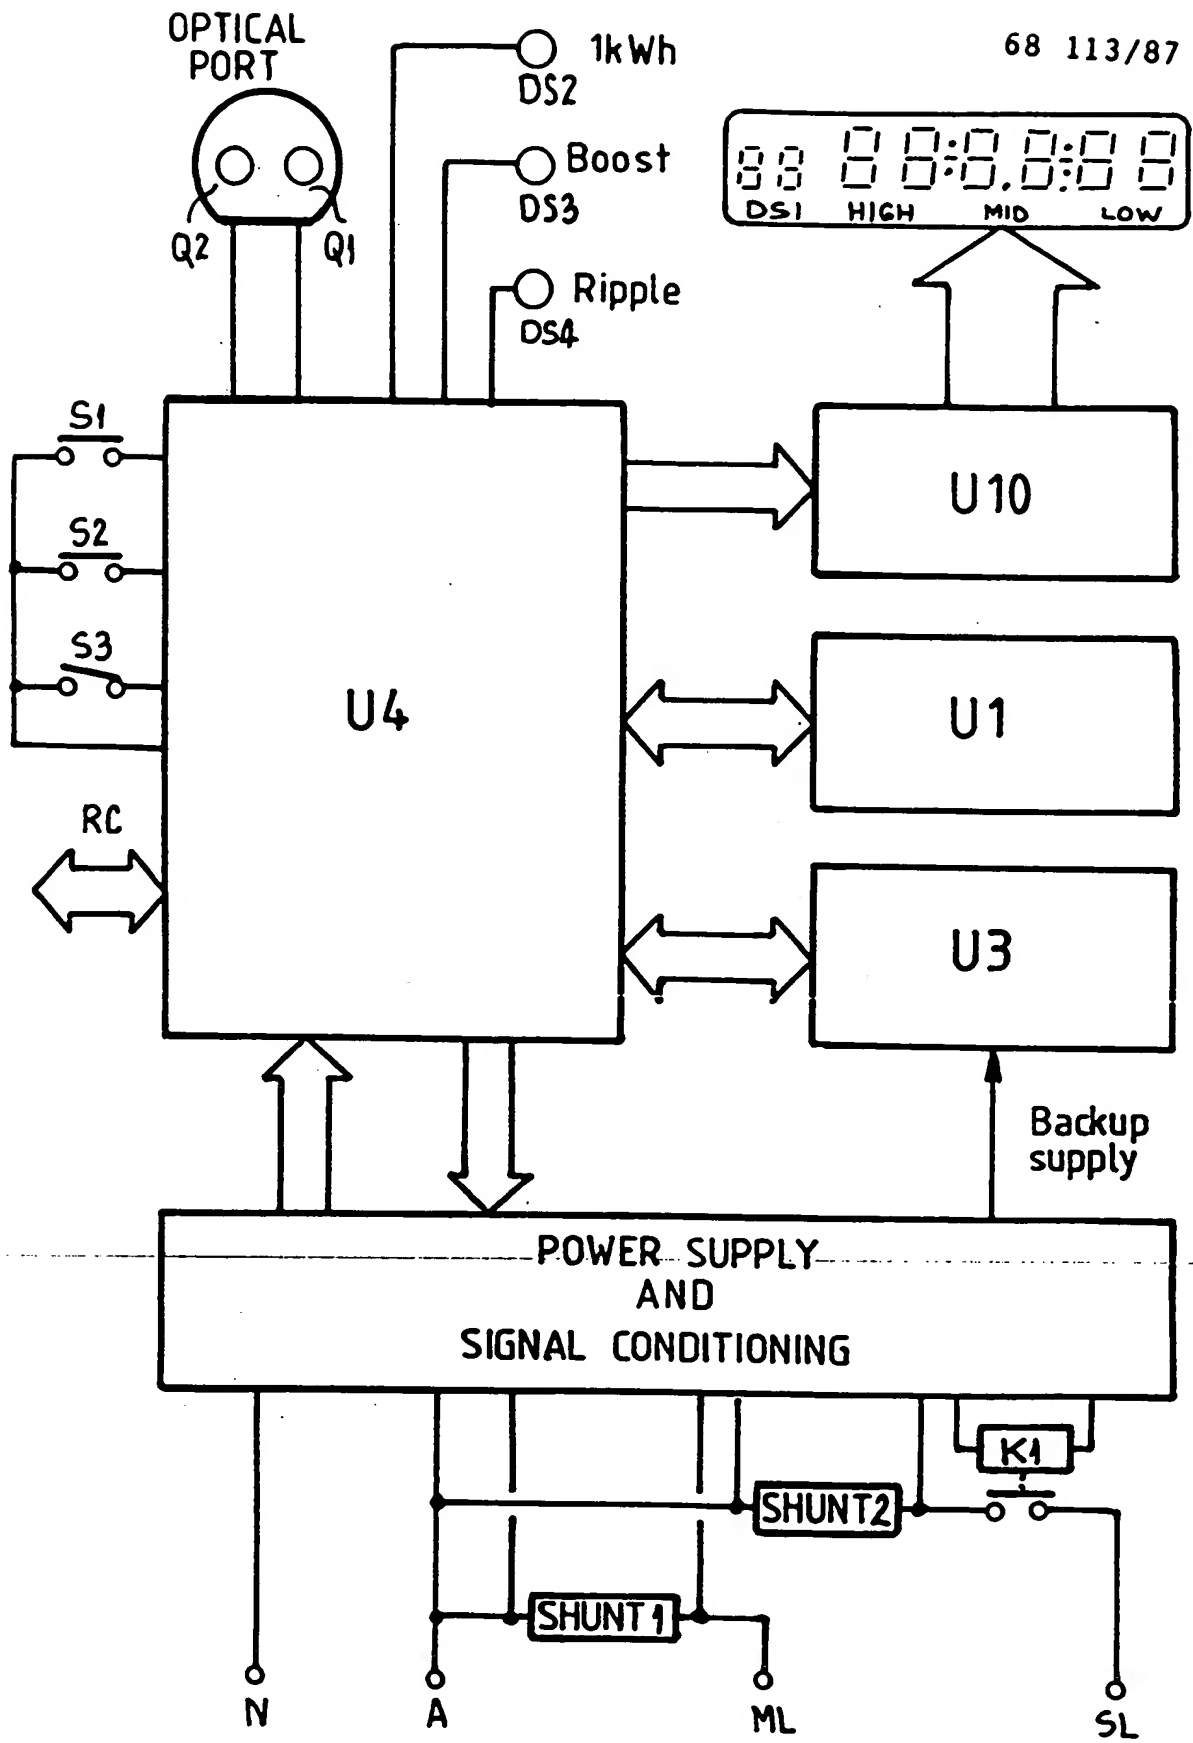 OPTICAL
PORT
1kWh
DS2
68 113/87
Boost
DS3
DS1 HIGH MID LOW
Q2
Q1
Ripple
DS4
S1
S2
S3
U4
U10
U1
RC
U3
Backup
supply
POWER SUPPLY
AND
SIGNAL CONDITIONING
K1
SHUNT2
SHUNT1
N
A
ML
SL